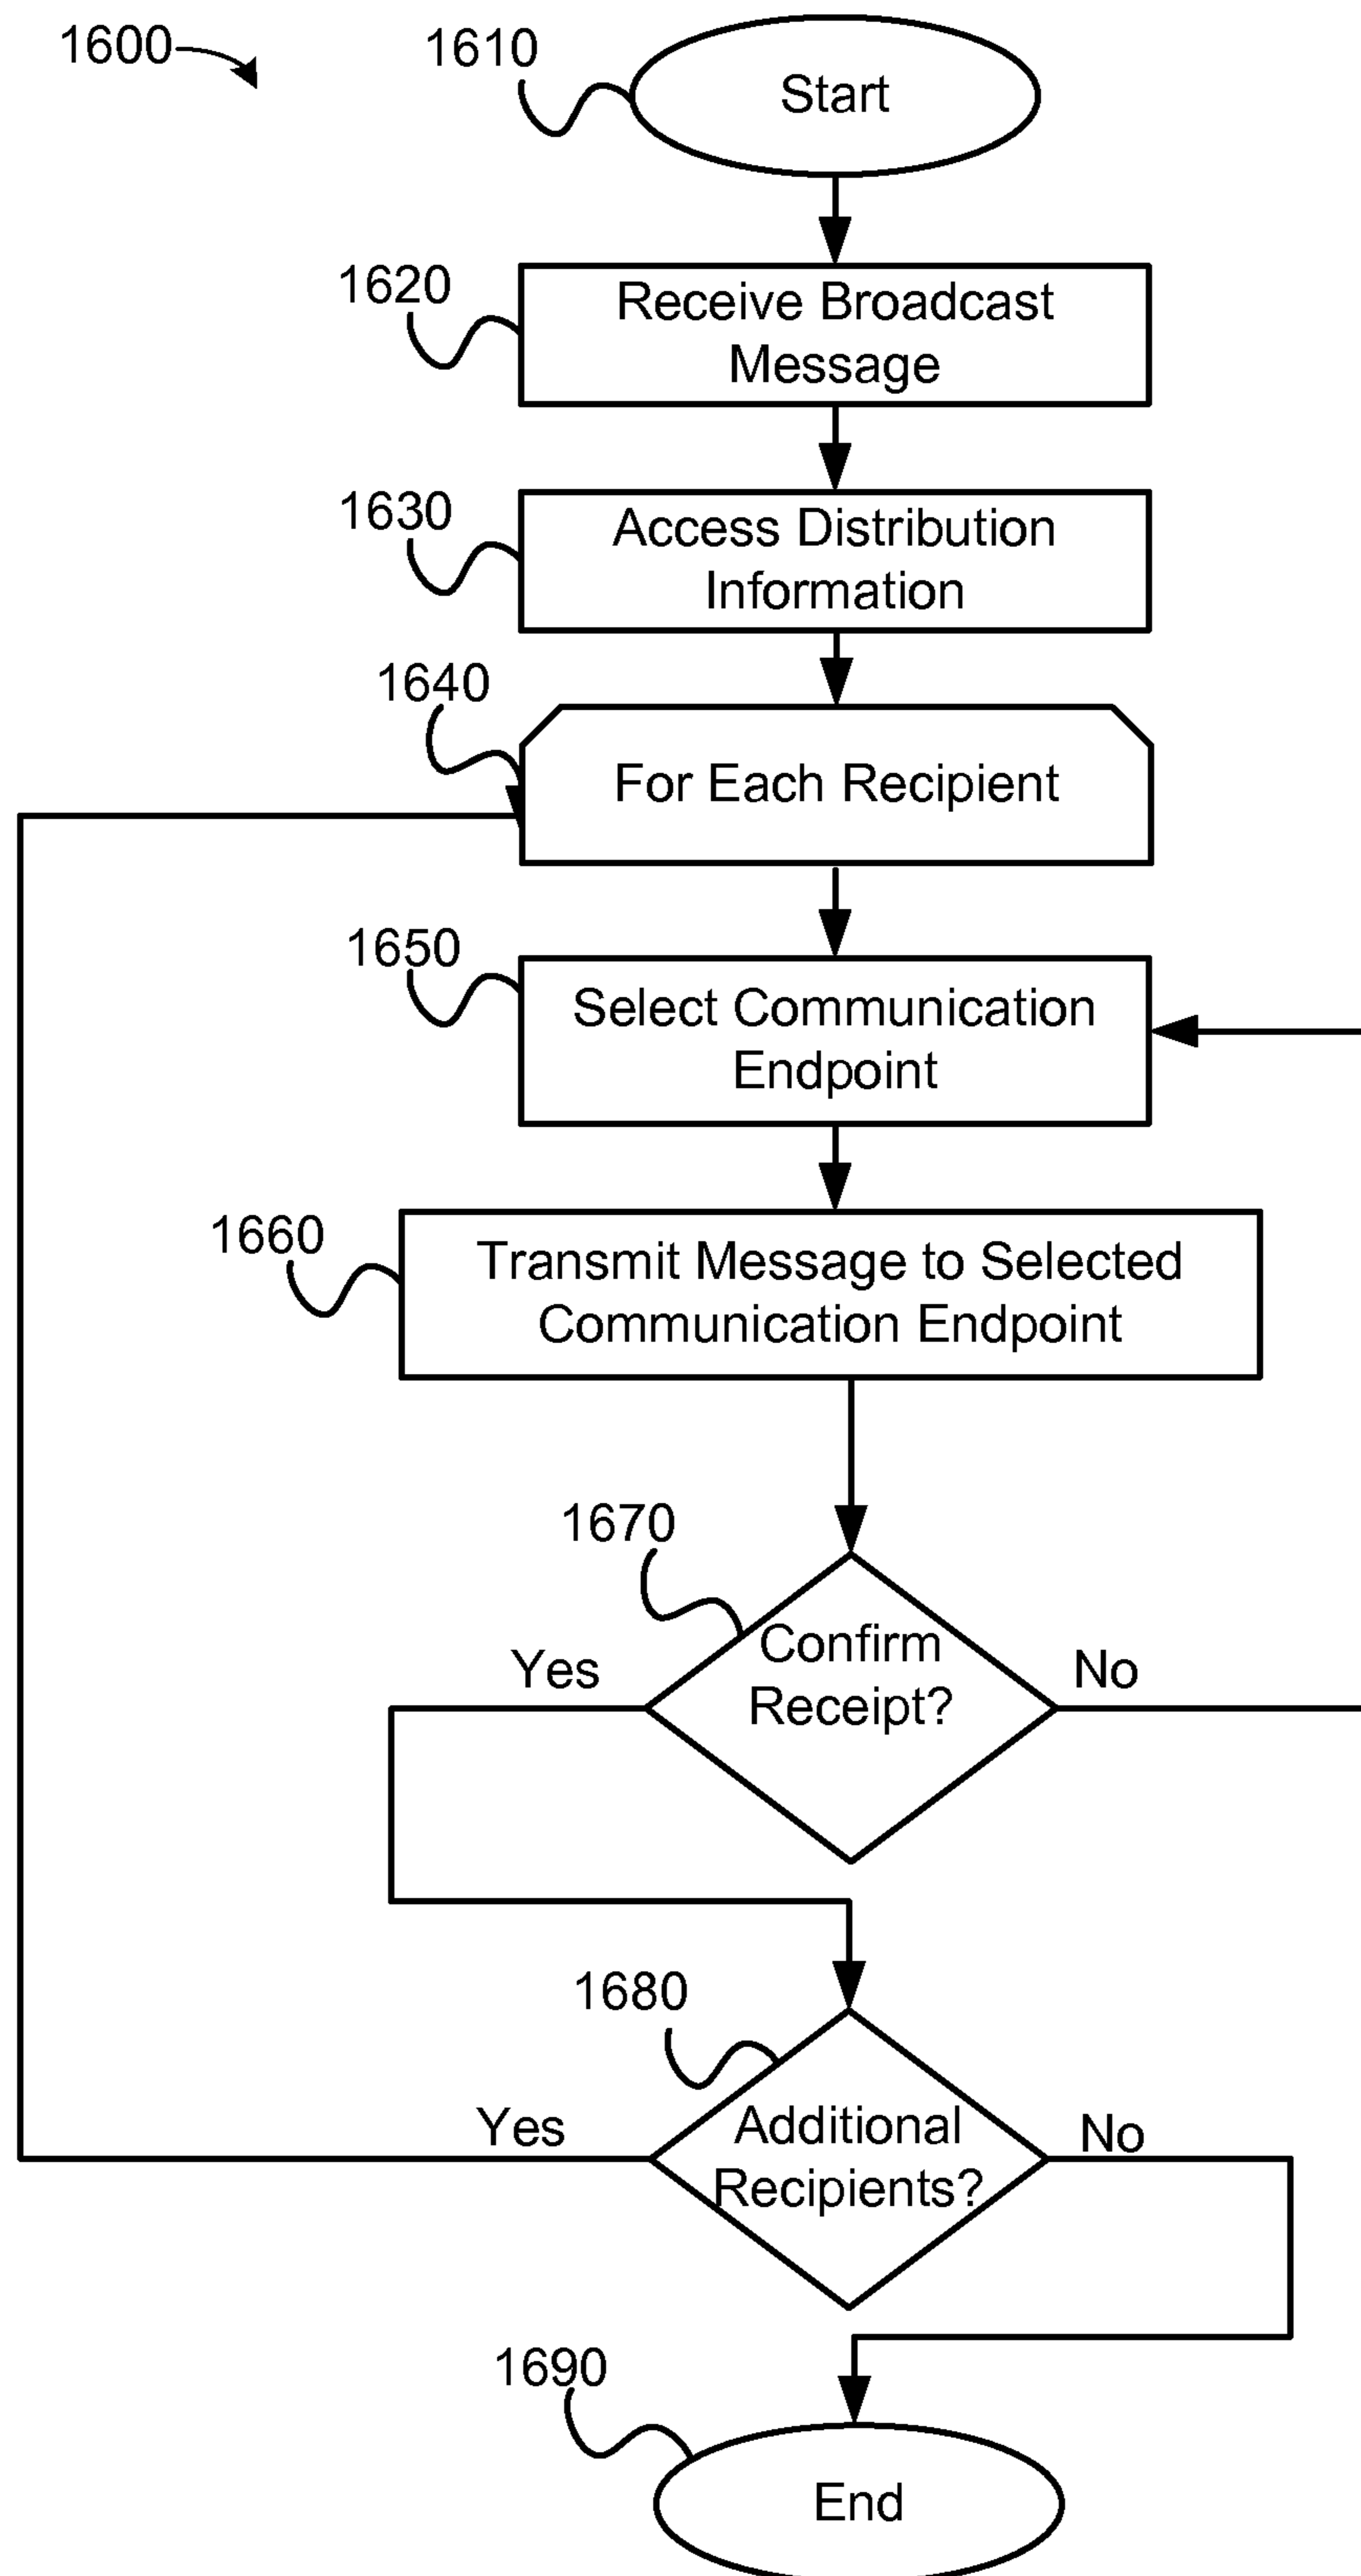 1600
1610
Start
1620
Receive Broadcast
Message
1630
Access Distribution
Information
1640
For Each Recipient
1650
Select Communication
Endpoint
1660
Transmit Message to Selected
Communication Endpoint
1670
Confirm
Receipt?
Yes
No
1680
Additional
Recipients?
Yes
No
1690
End